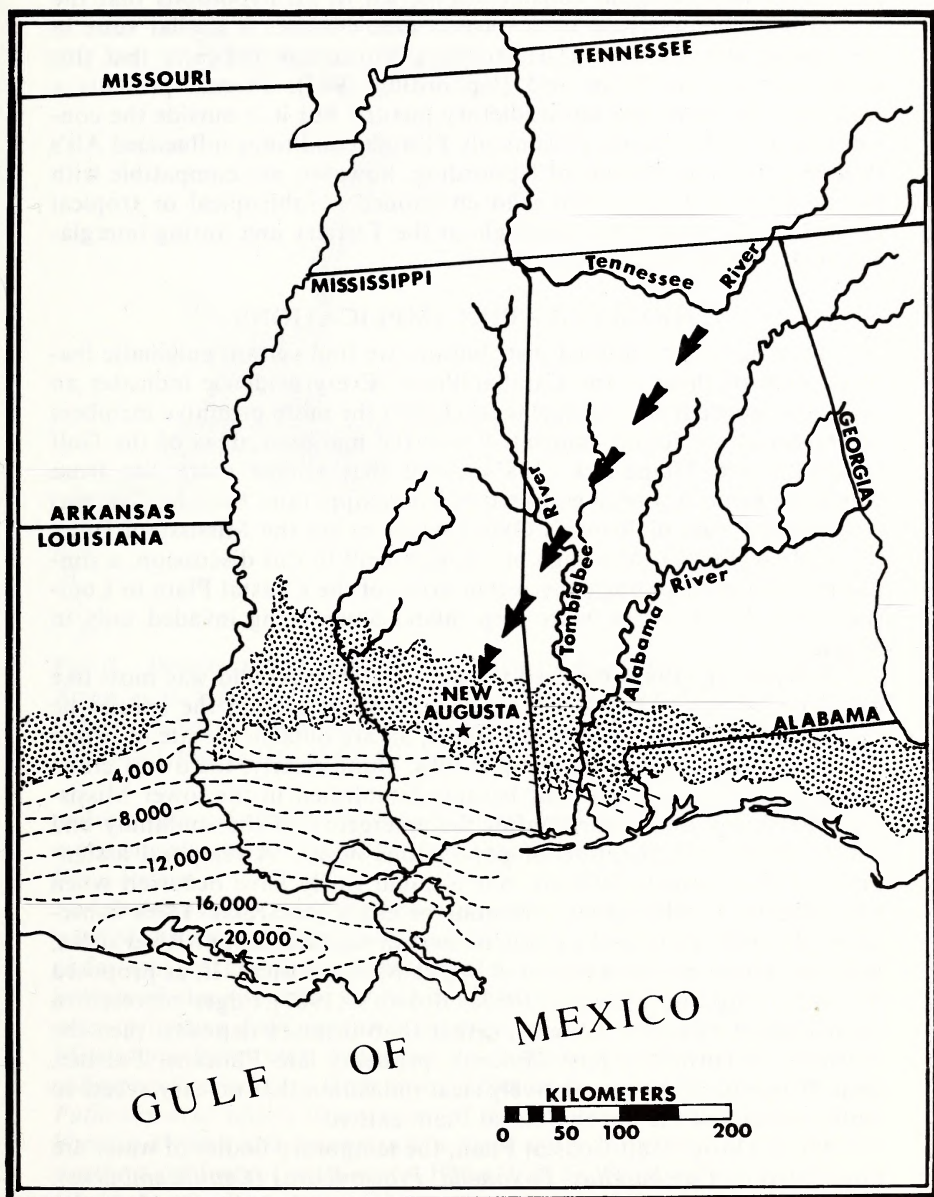 TENNESSEE
MISSOURI
MISSISSIPPI
Tennessee River
GEORGIA
River
ARKANSAS
LOUISIANA
Tombigbee
River
Alabama
NEW
AUGUSTA
ALABAMA
4,000
8,000
12,000
16,000
20,000
GULF OF MEXICO
KILOMETERS
0 50 100 200